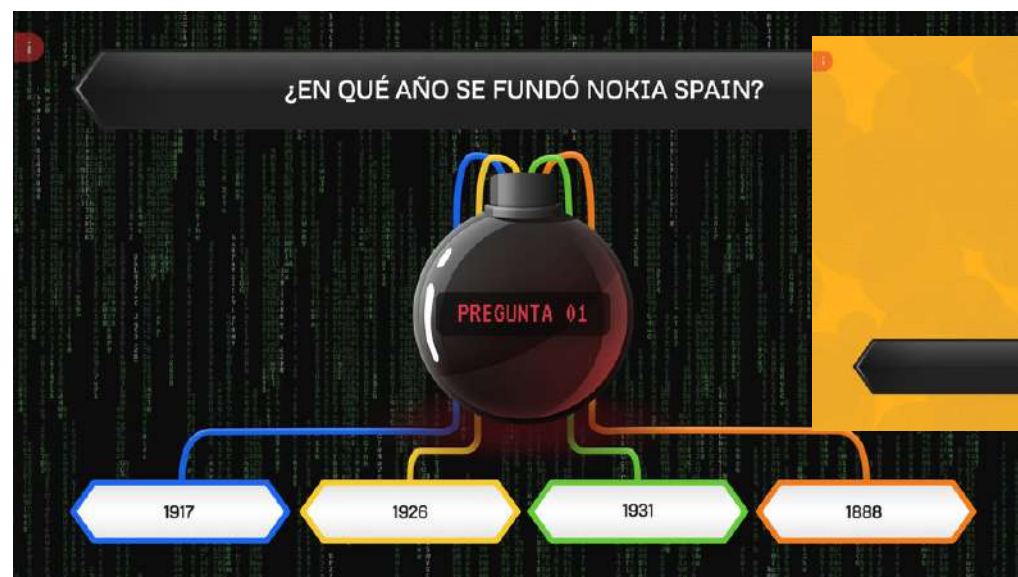 ¿EN QUÉ AÑO SE FUNDÓ NOKIA SPAIN?
PREGUNTA 01
1917
1926
1931
1888